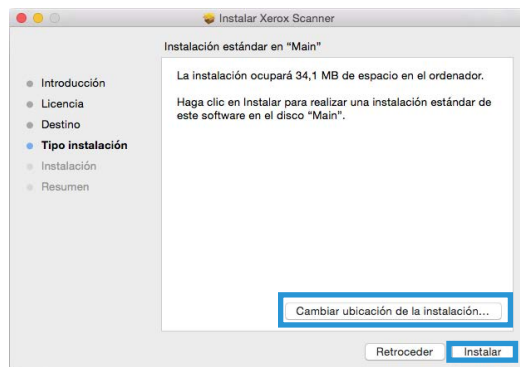 Instalar Xerox Scanner
Instalación estándar en “Main”
Introducción
Licencia
Destino
Tipo instalación
Instalación
Resumen
La instalación ocupará 34,1 MB de espacio en el ordenador.
Haga clic en Instalar para realizar una instalación estándar de
este software en el disco “Main”.
Cambiar ubicación de la instalación...
Retroceder
Instalar